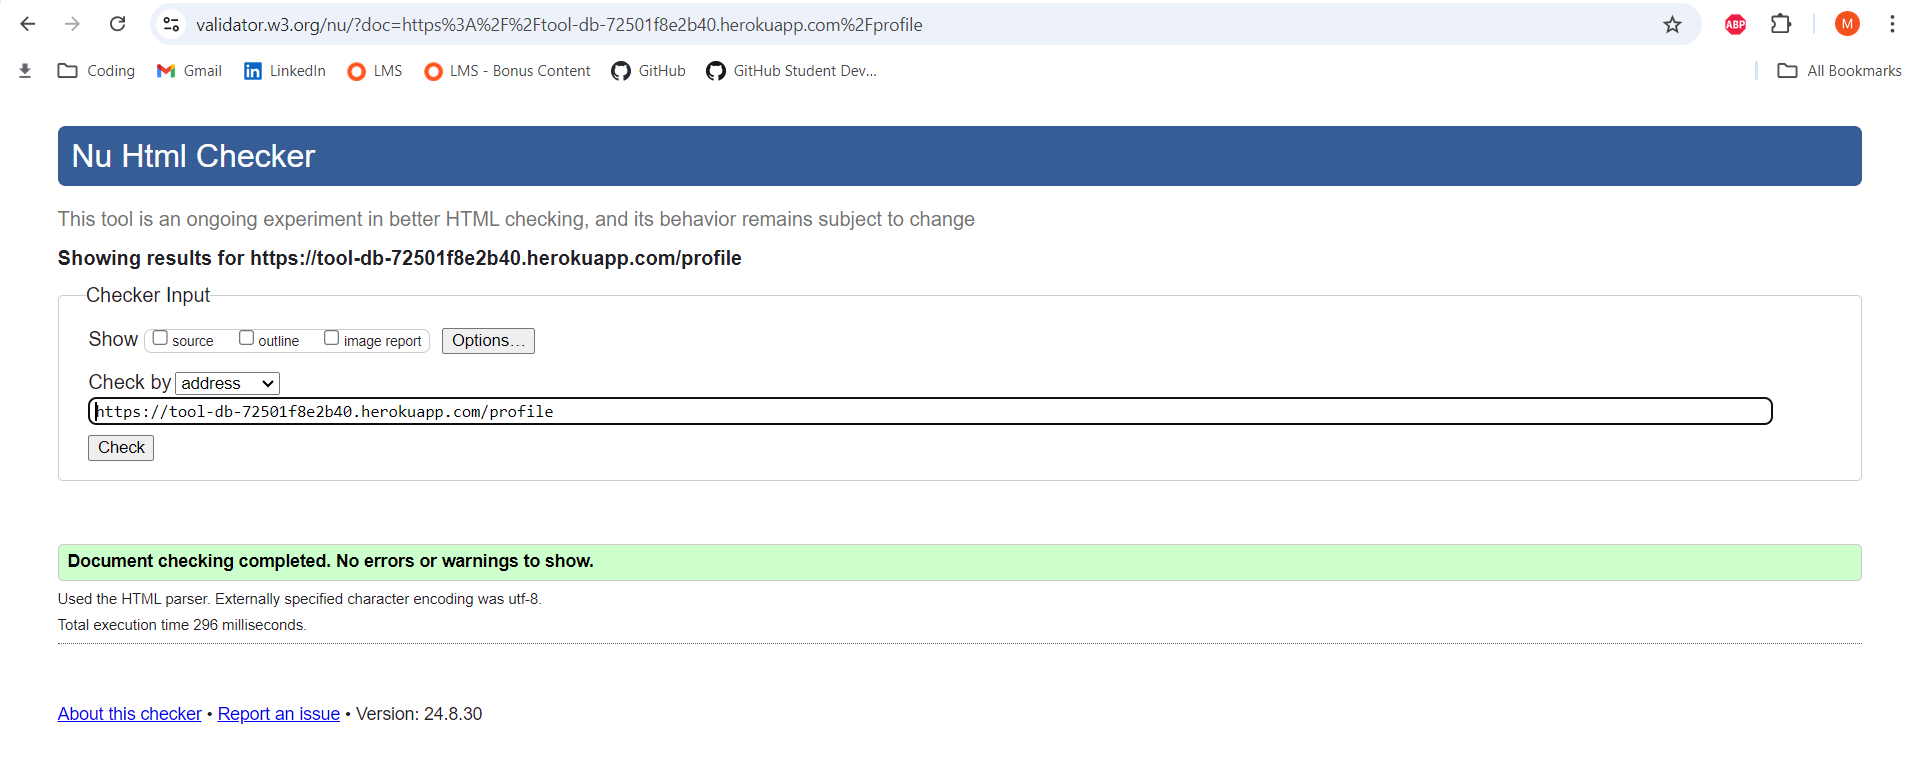 validator.w3.org/nu/?doc=https%3A%2F%2Ftool-db-72501f8e2b40.herokuapp.com%2Fprofile
ABP
M
Coding
Gmail
LinkedIn
LMS
LMS - Bonus Content
GitHub
GitHub Student Dev...
All Bookmarks
Nu Html Checker
This tool is an ongoing experiment in better HTML checking, and its behavior remains subject to change
Showing results for https://tool-db-72501f8e2b40.herokuapp.com/profile
Checker Input
Show source outline image report Options...
Check by address
https://tool-db-72501f8e2b40.herokuapp.com/profile
Check
Document checking completed. No errors or warnings to show.
Used the HTML parser. Externally specified character encoding was utf-8.
Total execution time 296 milliseconds.
About this checker • Report an issue • Version: 24.8.30